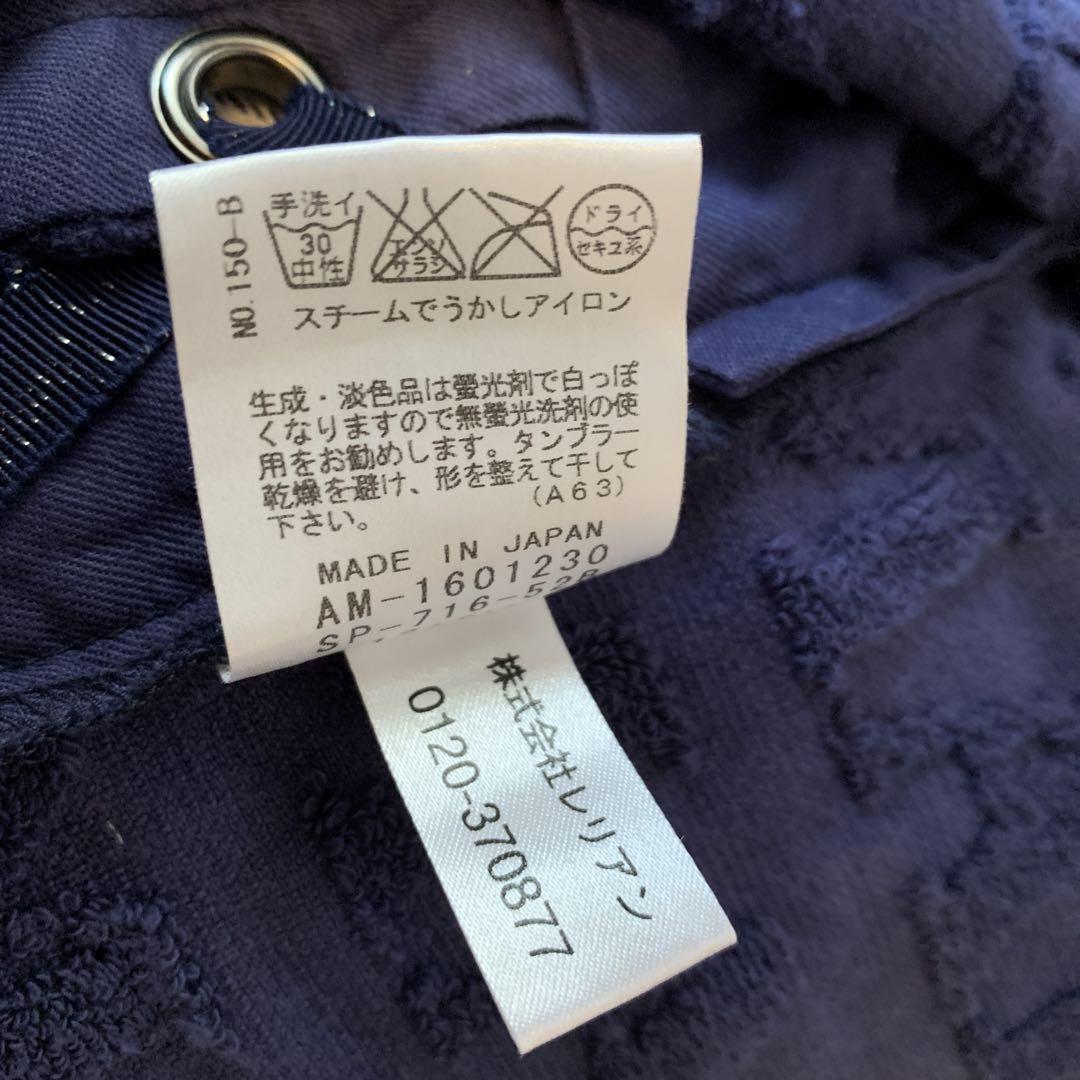 NO.150-B
手洗イ
30
中性
エンソ
サラシ
ドライ
セキユ系
スチームでうかしアイロン
生成・淡色品は螢光剤で白っぽ
くなりますので無螢光洗剤の使
用をお勧めします。タンブラー
乾燥を避け、形を整えて干して
下さい。
(A63)
MADE IN JAPAN
AM-1601230
SP-716-52B
株式会社レリアン
0120-370877